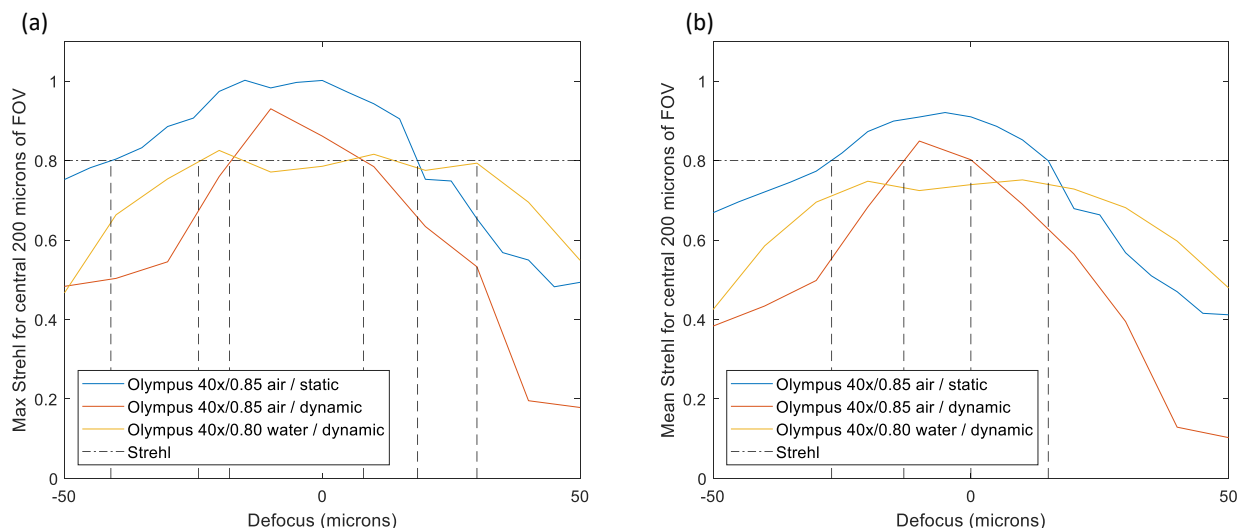 (a)
Max Strehl for central 200 microns of FOV
1
0.8
0.6
0.4
0.2
0
-50
0
50
Defocus (microns)
Olympus 40x/0.85 air / static
Olympus 40x/0.85 air / dynamic
Olympus 40x/0.80 water / dynamic
Strehl
(b)
Mean Strehl for central 200 microns of FOV
1
0.8
0.6
0.4
0.2
0
-50
0
50
Defocus (microns)
Olympus 40x/0.85 air / static
Olympus 40x/0.85 air / dynamic
Olympus 40x/0.80 water / dynamic
Strehl